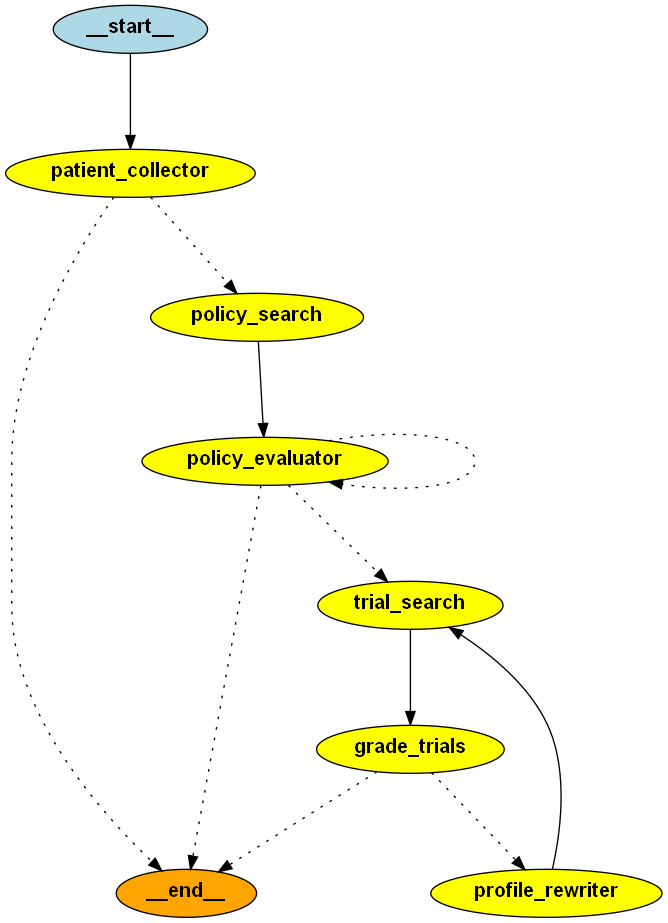 __start__
patient_collector
policy_search
policy_evaluator
trial_search
grade_trials
__end__
profile_rewriter